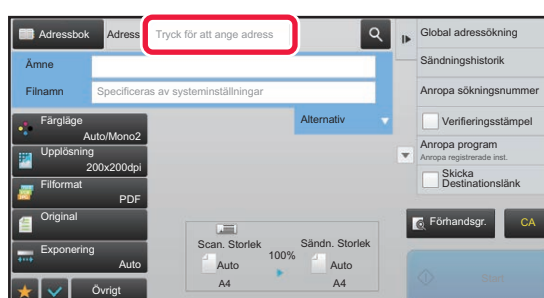 Adressbok
Adress
Tryck för att ange adress
Ämne
Filnamn
Specificeras av systeminställningar
Färgläge
Auto/Mono2
Upplösning
200x200dpi
Filformat
PDF
Original
Exponering
Auto
Övrigt
Alternativ
Scan. Storlek
Auto
A4
100%
Sändn. Storlek
Auto
A4
Global adressökning
Sändningshistorik
Anropa sökningsnummer
Verifieringsstämpel
Anropa program
Anropa registrerade inst.
Skicka
Destinationslänk
Förhandsgr.
CA
Start